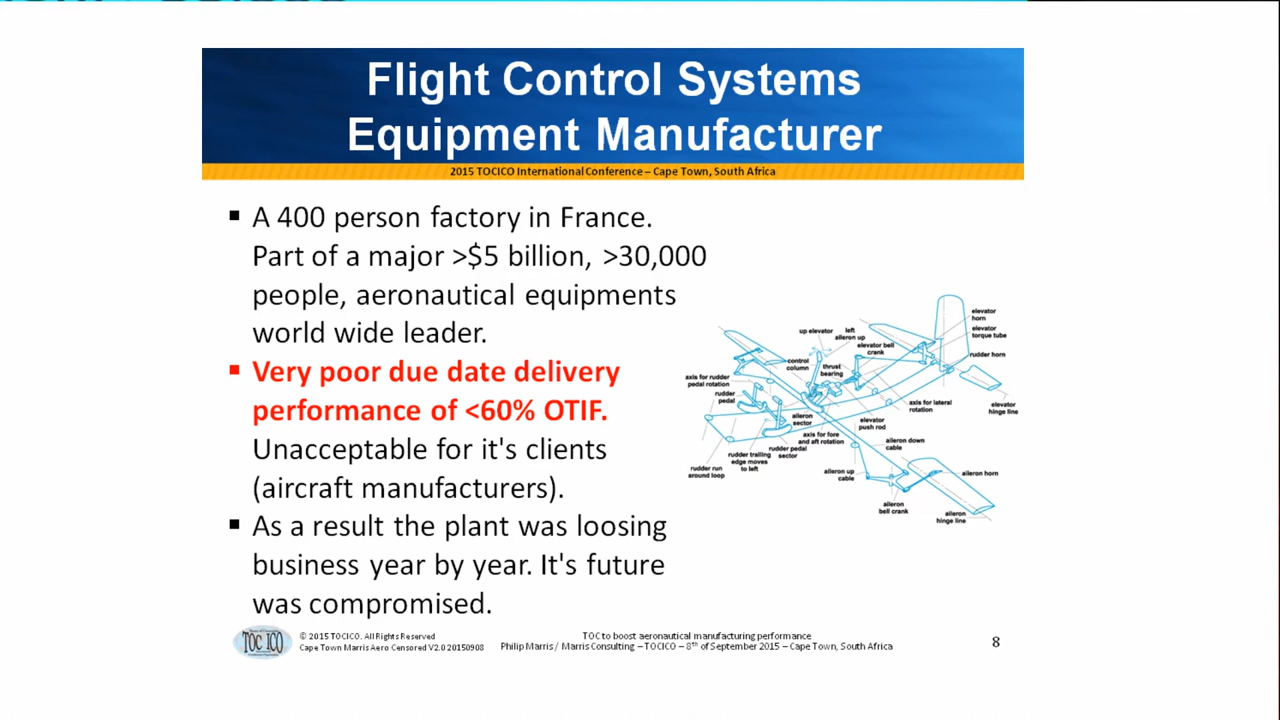 Flight Control Systems
Equipment Manufacturer
2015 TOCICO International Conference – Cape Town, South Africa
▪ A 400 person factory in France.
Part of a major >$5 billion, >30,000
people, aeronautical equipments
world wide leader.
▪ Very poor due date delivery
performance of <60% OTIF.
Unacceptable for it's clients
(aircraft manufacturers).
▪ As a result the plant was loosing
business year by year. It's future
was compromised.
elevator
horn
elevator
torque tube
rudder horn
up elevator
left
aileron up
elevator bell
crank
control
column
thrust
bearing
axis for rudder
pedal rotation
rudder
pedal
axis for lateral
rotation
elevator
hinge line
aileron
sector
elevator
push rod
axis for fore
and aft rotation
aileron down
cable
rudder pedal
sector
rudder trailing
edge moves
to left
rudder run
around loop
aileron up
cable
aileron horn
aileron
bell crank
aileron
hinge line
TOC ICO
© 2015 TOCICO. All Rights Reserved
Cape Town Marris Aero Censored V2.0 20150908
TOC to boost aeronautical manufacturing performance
Philip Marris / Marris Consulting – TOCICO – 8th of September 2015 – Cape Town, South Africa
8